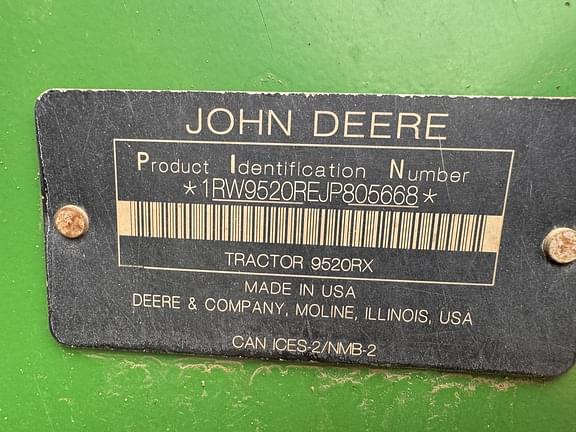 JOHN DEERE
Product Identification Number
*1RW9520REJP805668*
TRACTOR 9520RX
MADE IN USA
DEERE & COMPANY, MOLINE, ILLINOIS, USA
CAN ICES-2/NMB-2